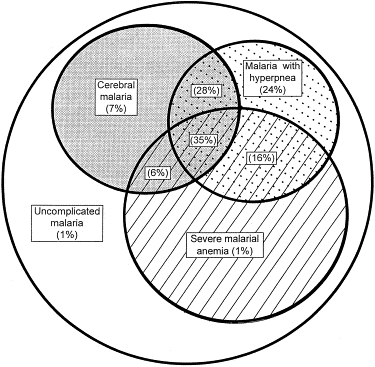 Cerebral
malaria
(7%)
(28%)
Malaria with
hyperpnea
(24%)
(35%)
(16%)
(6%)
Uncomplicated
malaria
(1%)
Severe malarial
anemia (1%)